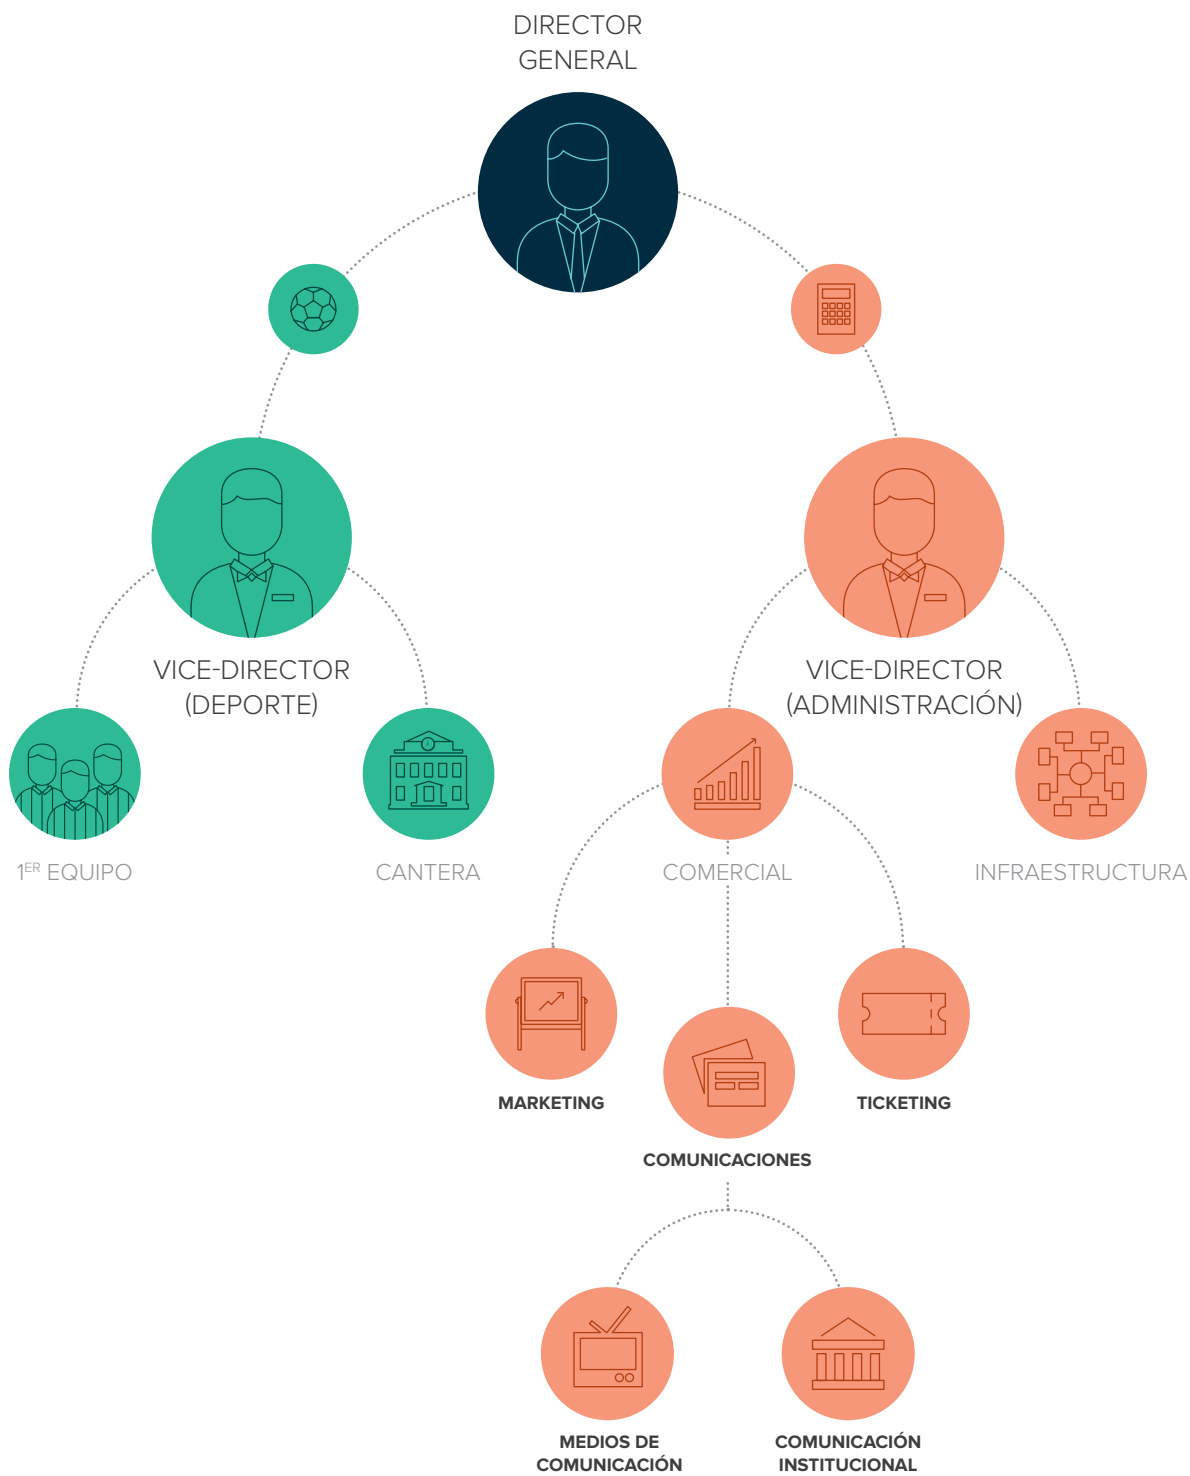 DIRECTOR
GENERAL
VICE-DIRECTOR
(DEPORTE)
VICE-DIRECTOR
(ADMINISTRACIÓN)
1ER EQUIPO
CANTERA
COMERCIAL
INFRAESTRUCTURA
MARKETING
TICKETING
COMUNICACIONES
MEDIOS DE
COMUNICACIÓN
COMUNICACIÓN
INSTITUCIONAL